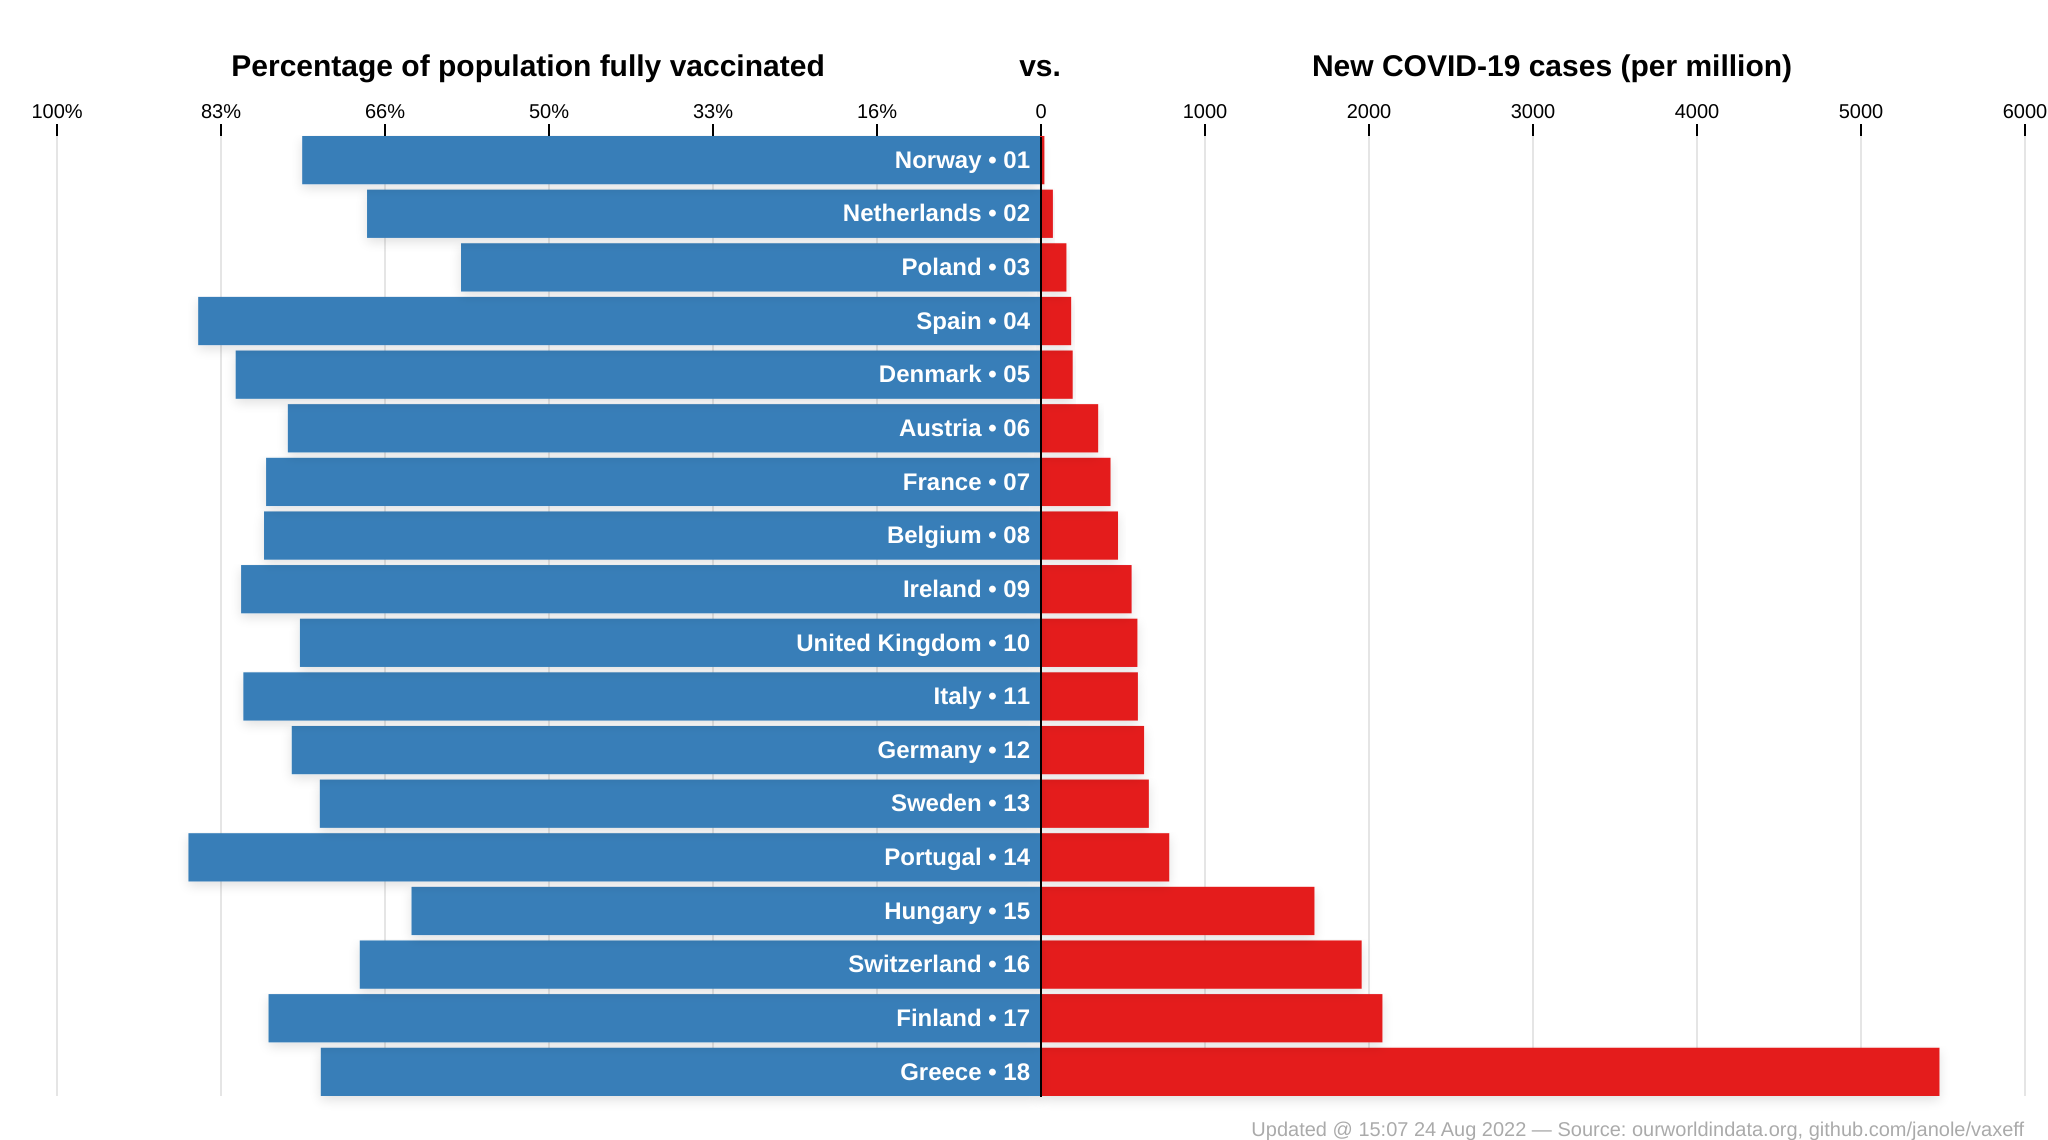 Percentage of population fully vaccinated vs. New COVID-19 cases (per million)
100% 83% 66% 50% 33% 16% 0 1000 2000 3000 4000 5000 6000
Norway • 01
Netherlands • 02
Poland • 03
Spain • 04
Denmark • 05
Austria • 06
France • 07
Belgium • 08
Ireland • 09
United Kingdom • 10
Italy • 11
Germany • 12
Sweden • 13
Portugal • 14
Hungary • 15
Switzerland • 16
Finland • 17
Greece • 18
Updated @ 15:07 24 Aug 2022 — Source: ourworldindata.org, github.com/janole/vaxeff